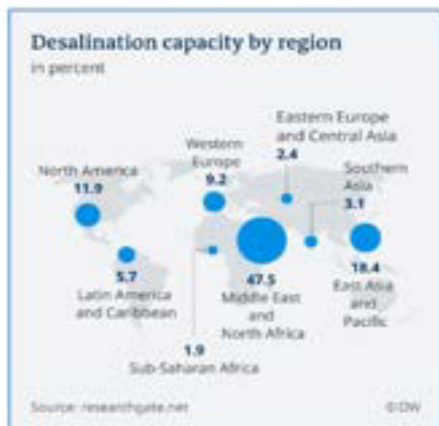 Desalination capacity by region
in percent
Eastern Europe
and Central Asia
2.4
Western
Europe
9.2
Southern
Asia
3.1
North America
11.9
5.7
Latin America
and Caribbean
47.5
Middle East
and
North Africa
18.4
East Asia
and
Pacific
1.9
Sub-Saharan Africa
Source: researchgate.net
©DW